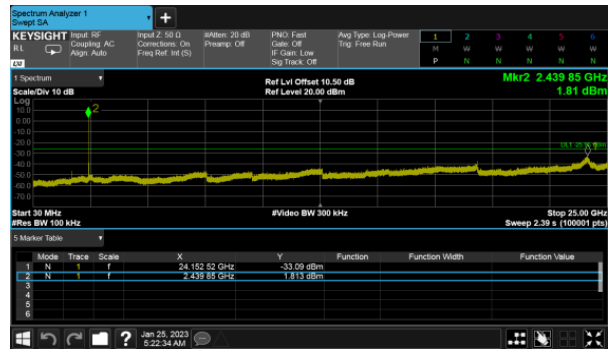 Spectrum Analyzer 1
Swept SA
+
KEYSIGHT Input: RF Input Z: 50 Ω #Atten: 20 dB PNO: Fast Avg Type: Log-Power 1 2 3 4 5 6
RL Coupling: AC Corrections: On Preamp: Off Gate: Off Trig: Free Run M W W W W W
Align: Auto Freq Ref: Int (S) IF Gain: Low P N N N N N
LXI Sig Track: Off
1 Spectrum Ref Lvl Offset 10.50 dB Mkr2 2.439 85 GHz
Scale/Div 10 dB Ref Level 20.00 dBm 1.81 dBm
Log
10.0
2
0.00
-10.0
-20.0
-30.0
-40.0
-50.0
-60.0
-70.0
Start 30 MHz #Video BW 300 kHz Stop 25.00 GHz
#Res BW 100 kHz Sweep 2.39 s (100001 pts)
5 Marker Table
Mode Trace Scale X Y Function Function Width Function Value
1 N 1 f 24.152 52 GHz -33.09 dBm
2 N 1 f 2.439 85 GHz 1.813 dBm
3
4
5
6
? Jan 25, 2023
5:22:34 AM